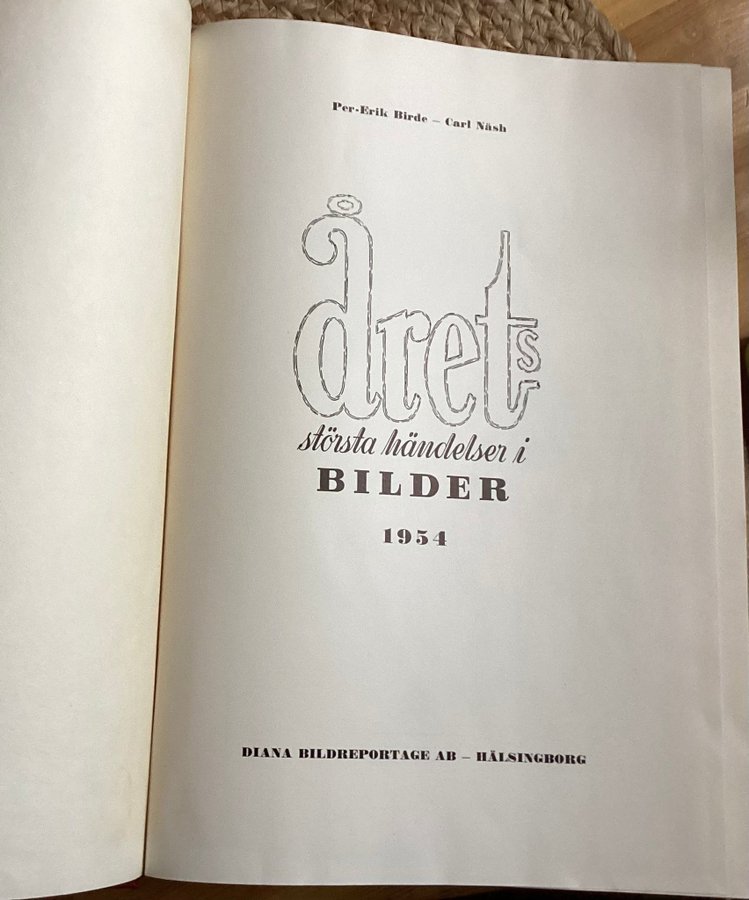 Per-Erik Birde – Carl Näsh
årets
största händelser i
BILDER
1954
DIANA BILDREPORTAGE AB – HÄLSINGBORG